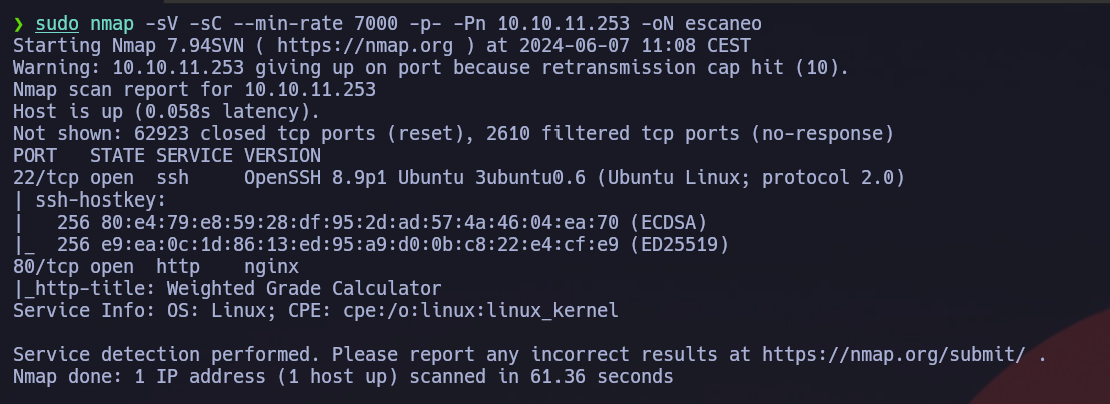 ❯ sudo nmap -sV -sC --min-rate 7000 -p- -Pn 10.10.11.253 -oN escaneo
Starting Nmap 7.94SVN ( https://nmap.org ) at 2024-06-07 11:08 CEST
Warning: 10.10.11.253 giving up on port because retransmission cap hit (10).
Nmap scan report for 10.10.11.253
Host is up (0.058s latency).
Not shown: 62923 closed tcp ports (reset), 2610 filtered tcp ports (no-response)
PORT   STATE SERVICE VERSION
22/tcp open  ssh     OpenSSH 8.9p1 Ubuntu 3ubuntu0.6 (Ubuntu Linux; protocol 2.0)
| ssh-hostkey:
|   256 80:e4:79:e8:59:28:df:95:2d:ad:57:4a:46:04:ea:70 (ECDSA)
|_  256 e9:ea:0c:1d:86:13:ed:95:a9:d0:0b:c8:22:e4:cf:e9 (ED25519)
80/tcp open  http    nginx
|_http-title: Weighted Grade Calculator
Service Info: OS: Linux; CPE: cpe:/o:linux:linux_kernel

Service detection performed. Please report any incorrect results at https://nmap.org/submit/ .
Nmap done: 1 IP address (1 host up) scanned in 61.36 seconds